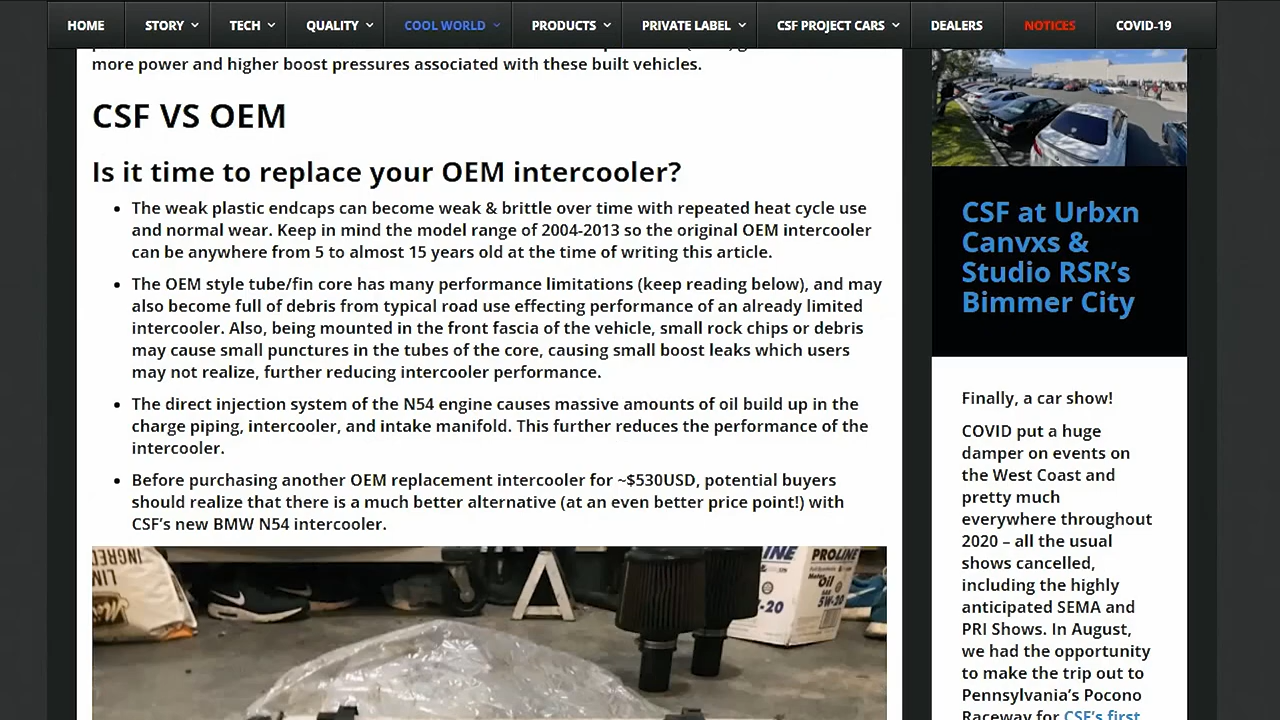 HOME
STORY
TECH
QUALITY
COOL WORLD
PRODUCTS
PRIVATE LABEL
CSF PROJECT CARS
DEALERS
NOTICES
COVID-19
more power and higher boost pressures associated with these built vehicles.
CSF VS OEM
Is it time to replace your OEM intercooler?
The weak plastic endcaps can become weak & brittle over time with repeated heat cycle use
and normal wear. Keep in mind the model range of 2004-2013 so the original OEM intercooler
can be anywhere from 5 to almost 15 years old at the time of writing this article.
The OEM style tube/fin core has many performance limitations (keep reading below), and may
also become full of debris from typical road use effecting performance of an already limited
intercooler. Also, being mounted in the front fascia of the vehicle, small rock chips or debris
may cause small punctures in the tubes of the core, causing small boost leaks which users
may not realize, further reducing intercooler performance.
The direct injection system of the N54 engine causes massive amounts of oil build up in the
charge piping, intercooler, and intake manifold. This further reduces the performance of the
intercooler.
Before purchasing another OEM replacement intercooler for ~$530USD, potential buyers
should realize that there is a much better alternative (at an even better price point!) with
CSF's new BMW N54 intercooler.
INE PROLINE
Motor Oil
5W-20
-20
CSF at Urbxn
Canvxs &
Studio RSR's
Bimmer City
Finally, a car show!
COVID put a huge
damper on events on
the West Coast and
pretty much
everywhere throughout
2020 – all the usual
shows cancelled,
including the highly
anticipated SEMA and
PRI Shows. In August,
we had the opportunity
to make the trip out to
Pennsylvania's Pocono
Raceway for CSF's first